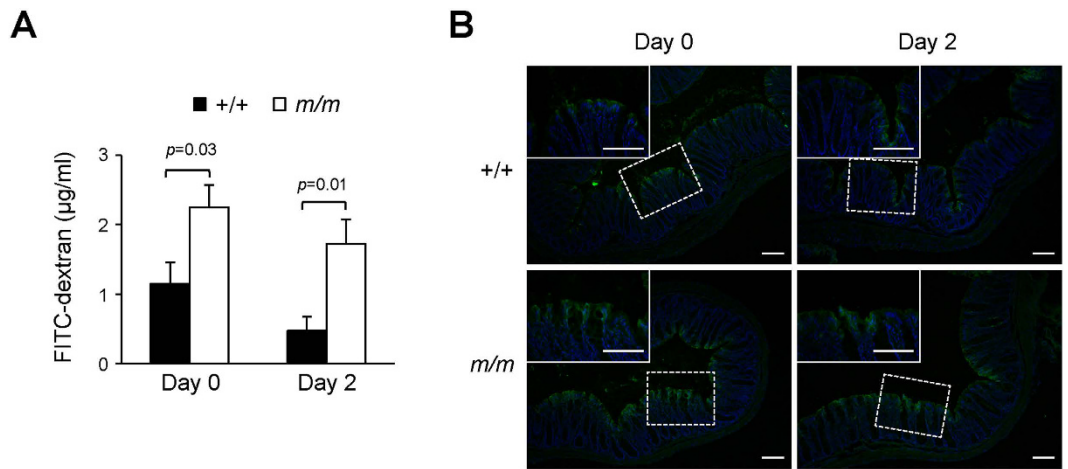 A
+/+ m/m
FITC-dextran (µg/ml)
3
2
1
0
p=0.03
p=0.01
Day 0 Day 2
B
Day 0 Day 2
+/+
m/m